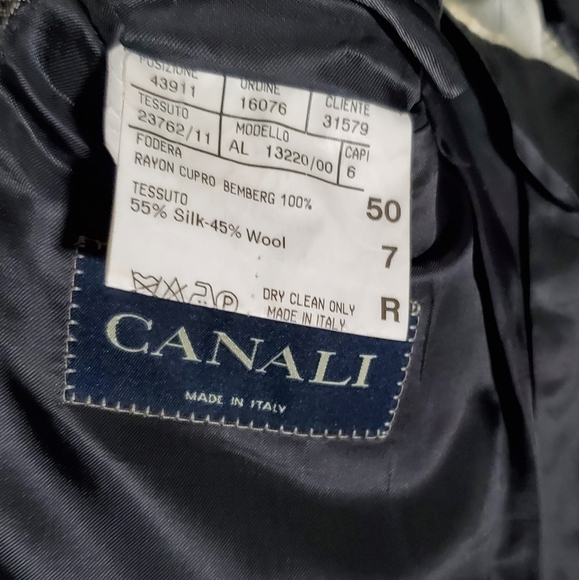 POSIZIONE ORDINE CLIENTE
43911 16076 31579
TESSUTO MODELLO CAPI
23762/11 AL 13220/00 6
FODERA
RAYON CUPRO BEMBERG 100%
TESSUTO
55% Silk-45% Wool
50
7
R
DRY CLEAN ONLY
MADE IN ITALY
CANALI
MADE IN ITALY